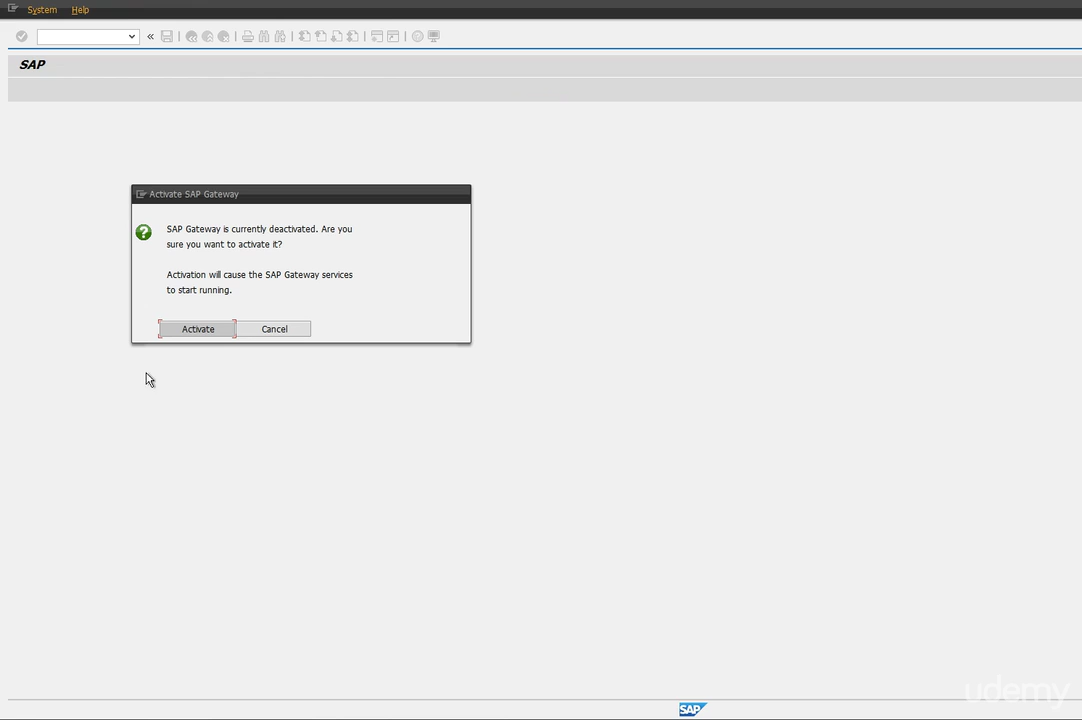 System Help
SAP
Activate SAP Gateway
SAP Gateway is currently deactivated. Are you
sure you want to activate it?
Activation will cause the SAP Gateway services
to start running.
Activate Cancel
udemy
SAP